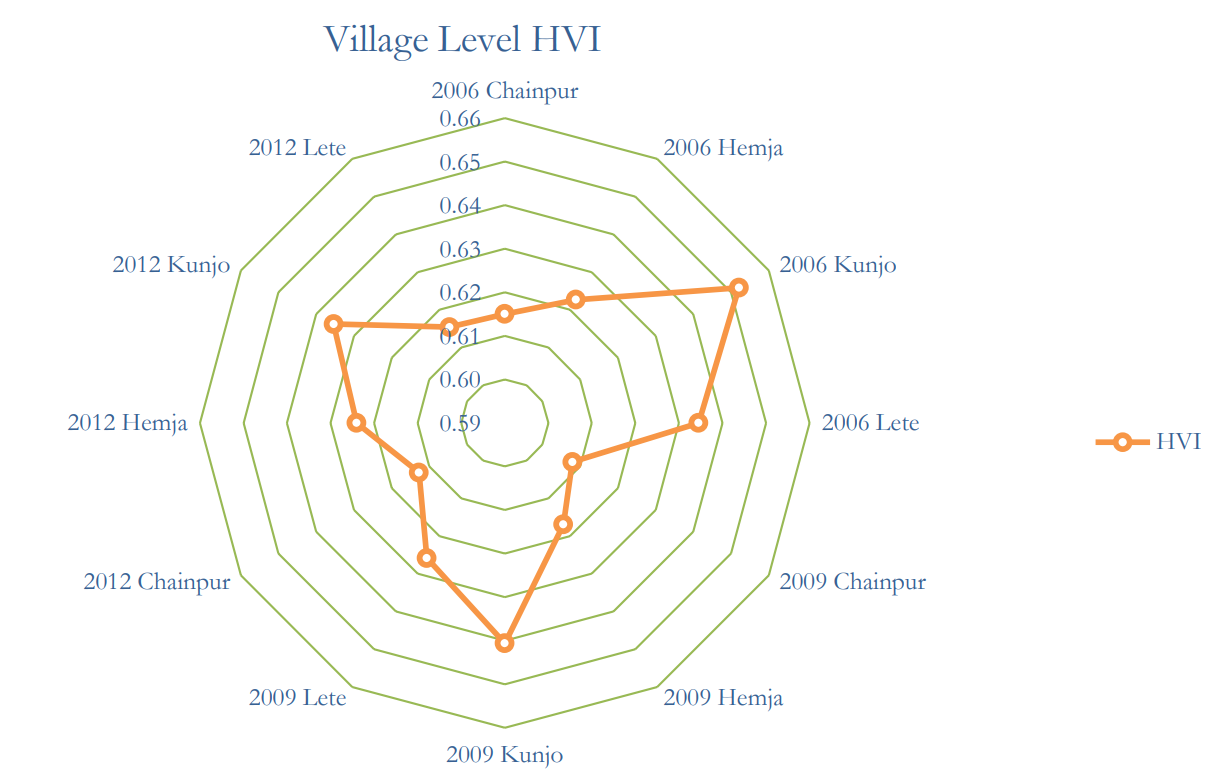 Village Level HVI
2006 Chainpur
0.66
0.65
0.64
0.63
0.62
0.61
0.60
0.59
2006 Hemja
2006 Kunjo
2006 Lete
2009 Chainpur
2009 Hemja
2009 Kunjo
2009 Lete
2012 Chainpur
2012 Hemja
2012 Kunjo
2012 Lete
HVI